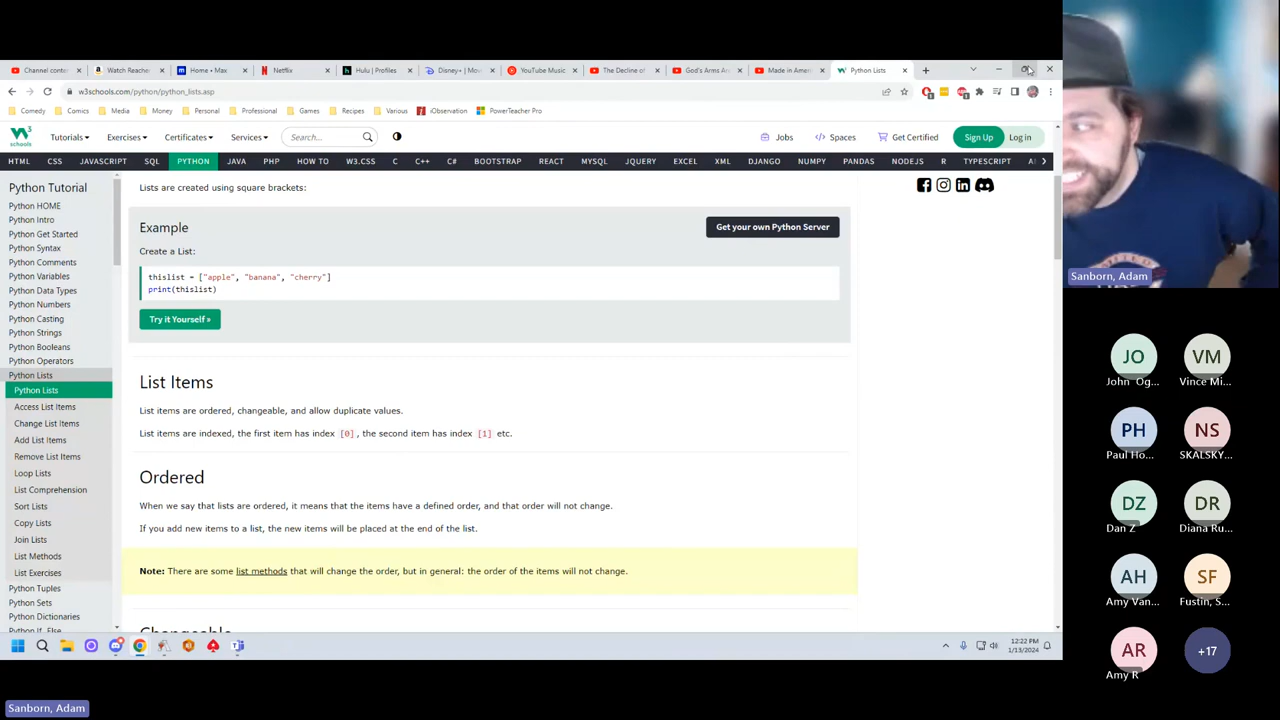 Channel conten
Watch Reacher
Home • Max
Netflix
Hulu | Profiles
Disney+ | Mov
YouTube Music
The Decline of
God's Arms Ar
Made in Ameri
Python Lists
w3schools.com/python/python_lists.asp
Comedy Comics Media Money Personal Professional Games Recipes Various iObservation PowerTeacher Pro
W3 schools Tutorials Exercises Certificates Services Search... Jobs Spaces Get Certified Sign Up Log in
HTML CSS JAVASCRIPT SQL PYTHON JAVA PHP HOW TO W3.CSS C C++ C# BOOTSTRAP REACT MYSQL JQUERY EXCEL XML DJANGO NUMPY PANDAS NODEJS R TYPESCRIPT
Python Tutorial
Python HOME
Python Intro
Python Get Started
Python Syntax
Python Comments
Python Variables
Python Data Types
Python Numbers
Python Casting
Python Strings
Python Booleans
Python Operators
Python Lists
Python Lists
Access List Items
Change List Items
Add List Items
Remove List Items
Loop Lists
List Comprehension
Sort Lists
Copy Lists
Join Lists
List Methods
List Exercises
Python Tuples
Python Sets
Python Dictionaries
Python If...Else
Lists are created using square brackets:
Example
Get your own Python Server
Create a List:
thislist = ["apple", "banana", "cherry"]
print(thislist)
Try it Yourself »
List Items
List items are ordered, changeable, and allow duplicate values.
List items are indexed, the first item has index [0], the second item has index [1] etc.
Ordered
When we say that lists are ordered, it means that the items have a defined order, and that order will not change.
If you add new items to a list, the new items will be placed at the end of the list.
Note: There are some list methods that will change the order, but in general: the order of the items will not change.
Changeable
12:22 PM
1/13/2024
Sanborn, Adam
JO
John Og...
VM
Vince Mi...
PH
Paul Ho...
NS
SKALSKY...
DZ
Dan Z
DR
Diana Ru...
AH
Amy Van...
SF
Fustin, S...
AR
Amy R
+17
Sanborn, Adam